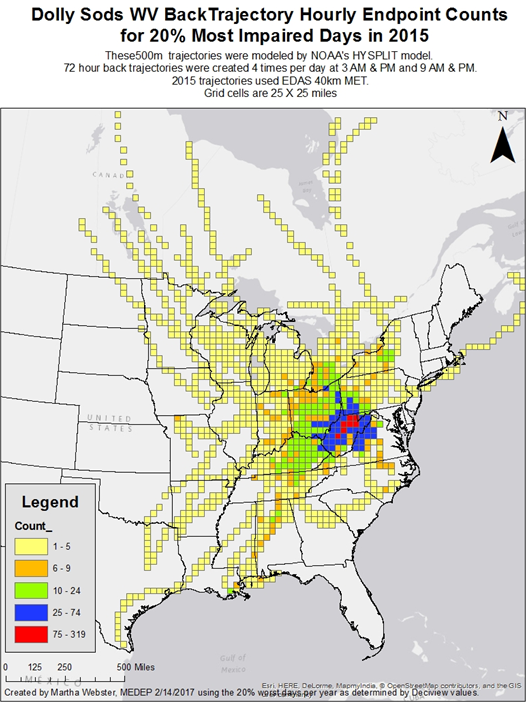 Dolly Sods WV BackTrajectory Hourly Endpoint Counts
for 20% Most Impaired Days in 2015
These500m trajectories were modeled by NOAA's HYSPLIT model.
72 hour back trajectories were created 4 times per day at 3 AM & PM and 9 AM & PM.
2015 trajectories used EDAS 40km MET.
Grid cells are 25 X 25 miles
N
CANAD
UNITED
STATES
Legend
Count_
1 - 5
6 - 9
10 - 24
25 - 74
75 - 319
Gulf of
Mexico
0 125 250 500 Miles
MEXICO
Esri, HERE, DeLorme, MapmyIndia, © OpenStreetMap contributors, and the GIS
Created by Martha Webster, MEDEP 2/14/2017 using the 20% worst days per year as determined by Deciview values.